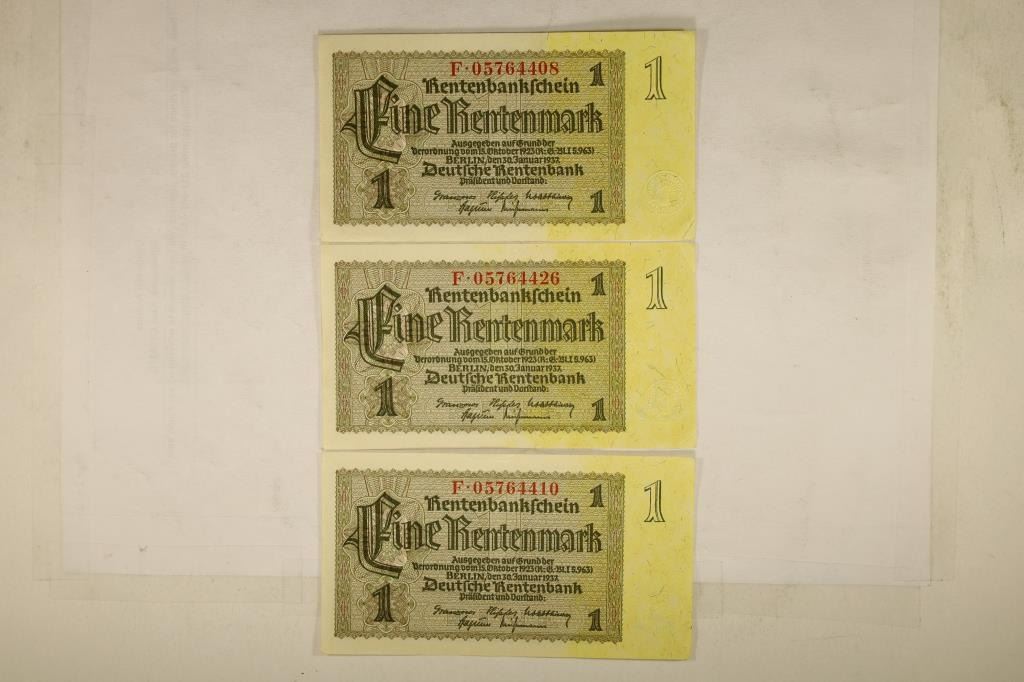 F·05764408
1
1
Rentenbankschein
Eine Rentenmark
Ausgegeben auf Grund der
Verordnung vom 15. Oktober 1923 (R:G:Bl I S. 963)
BERLIN, den 30. Januar 1937.
Deutsche Rentenbank
Präsident und Vorstand:
1
1
F·05764426
1
1
Rentenbankschein
Eine Rentenmark
Ausgegeben auf Grund der
Verordnung vom 15. Oktober 1923 (R:G:Bl I S. 963)
BERLIN, den 30. Januar 1937.
Deutsche Rentenbank
Präsident und Vorstand:
1
1
F·05764410
1
1
Rentenbankschein
Eine Rentenmark
Ausgegeben auf Grund der
Verordnung vom 15. Oktober 1923 (R:G:Bl I S. 963)
BERLIN, den 30. Januar 1937.
Deutsche Rentenbank
Präsident und Vorstand:
1
1